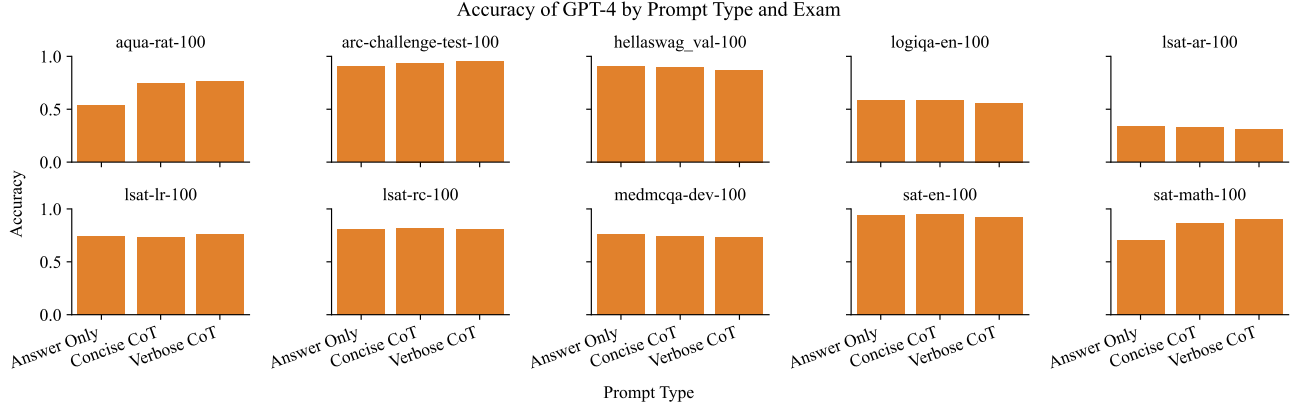 Accuracy of GPT-4 by Prompt Type and Exam
aqua-rat-100
arc-challenge-test-100
hellaswag_val-100
logiqa-en-100
lsat-ar-100
1.0
0.5
0.0
Accuracy
lsat-lr-100
lsat-rc-100
medmcqa-dev-100
sat-en-100
sat-math-100
1.0
0.5
0.0
Answer Only
Concise CoT
Verbose CoT
Answer Only
Concise CoT
Verbose CoT
Answer Only
Concise CoT
Verbose CoT
Answer Only
Concise CoT
Verbose CoT
Answer Only
Concise CoT
Verbose CoT
Prompt Type